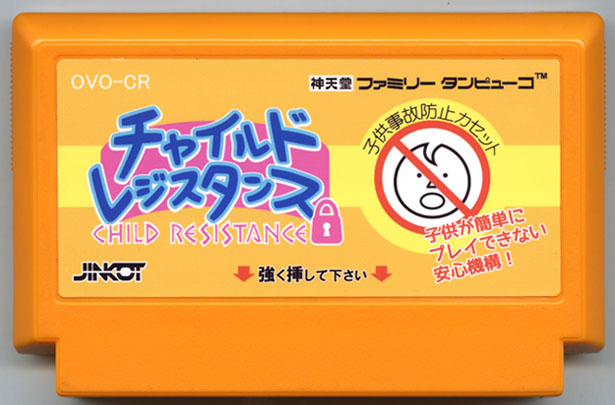 OVO-CR
神天堂 ファミリー タンピューコ™
チャイルド
レジスタンス
CHILD RESISTANCE
子供事故防止カセット
子供が簡単に
プレイできない
安心機構!
JINKOT
強く挿して下さい